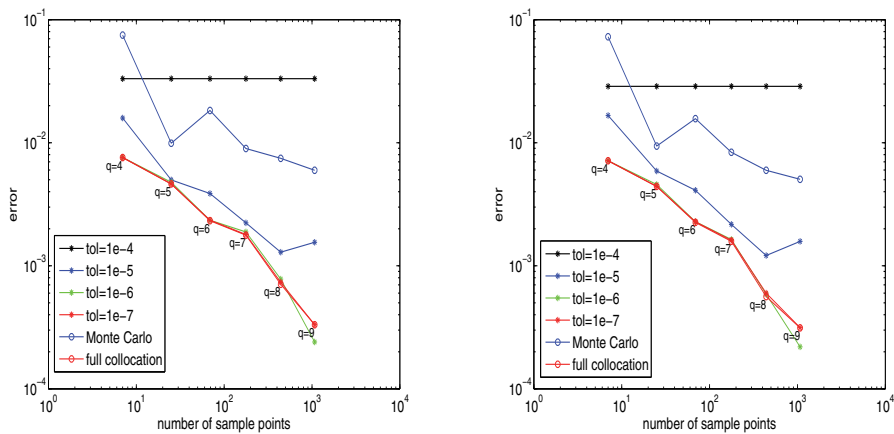 10^-1
10^-2
10^-3
10^-4
error
q=4
q=5
q=6
q=7
q=8
q=9
tol=1e-4
tol=1e-5
tol=1e-6
tol=1e-7
Monte Carlo
full collocation
10^0
10^1
10^2
10^3
10^4
number of sample points
10^-1
10^-2
10^-3
10^-4
error
q=4
q=5
q=6
q=7
q=8
q=9
tol=1e-4
tol=1e-5
tol=1e-6
tol=1e-7
Monte Carlo
full collocation
10^0
10^1
10^2
10^3
10^4
number of sample points